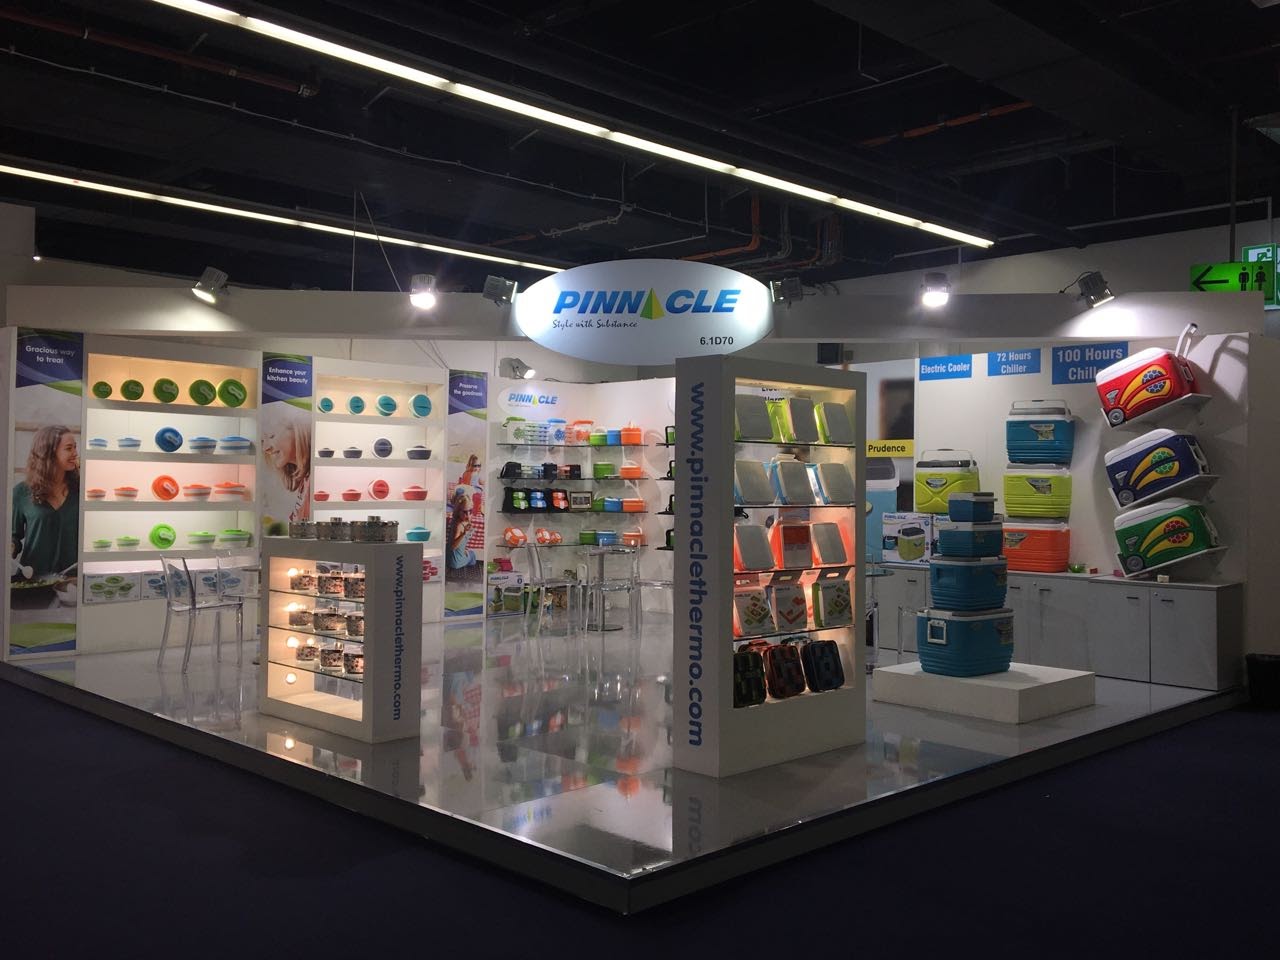 PINNACLE
Style with Substance
6.1D70
Gracious way
to treat
Enhance your
kitchen beauty
Preserve
the goodness
PINNACLE
www.pinnaclethermo.com
www.pinnaclethermo.com
Prudence
Electric Cooler
72 Hours
Chiller
100 Hours
PINNACLE